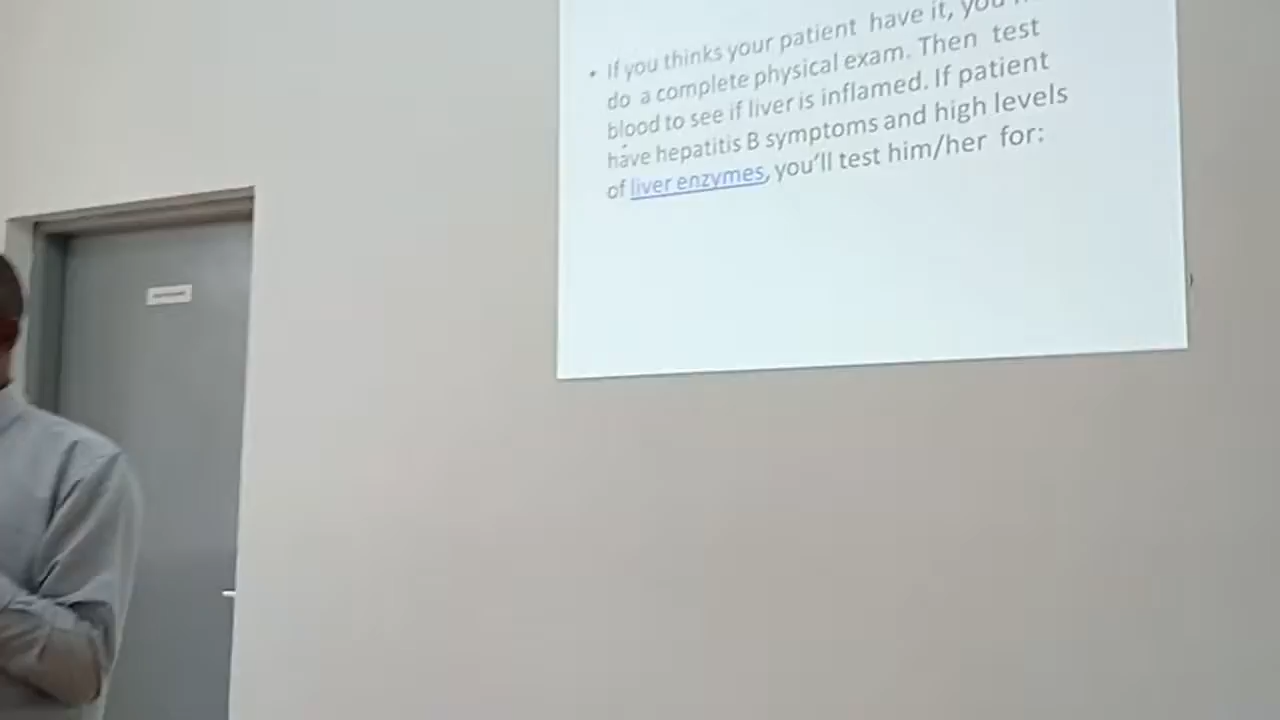 • If you thinks your patient have it, you
do a complete physical exam. Then test
blood to see if liver is inflamed. If patient
have hepatitis B symptoms and high levels
of liver enzymes, you'll test him/her for: